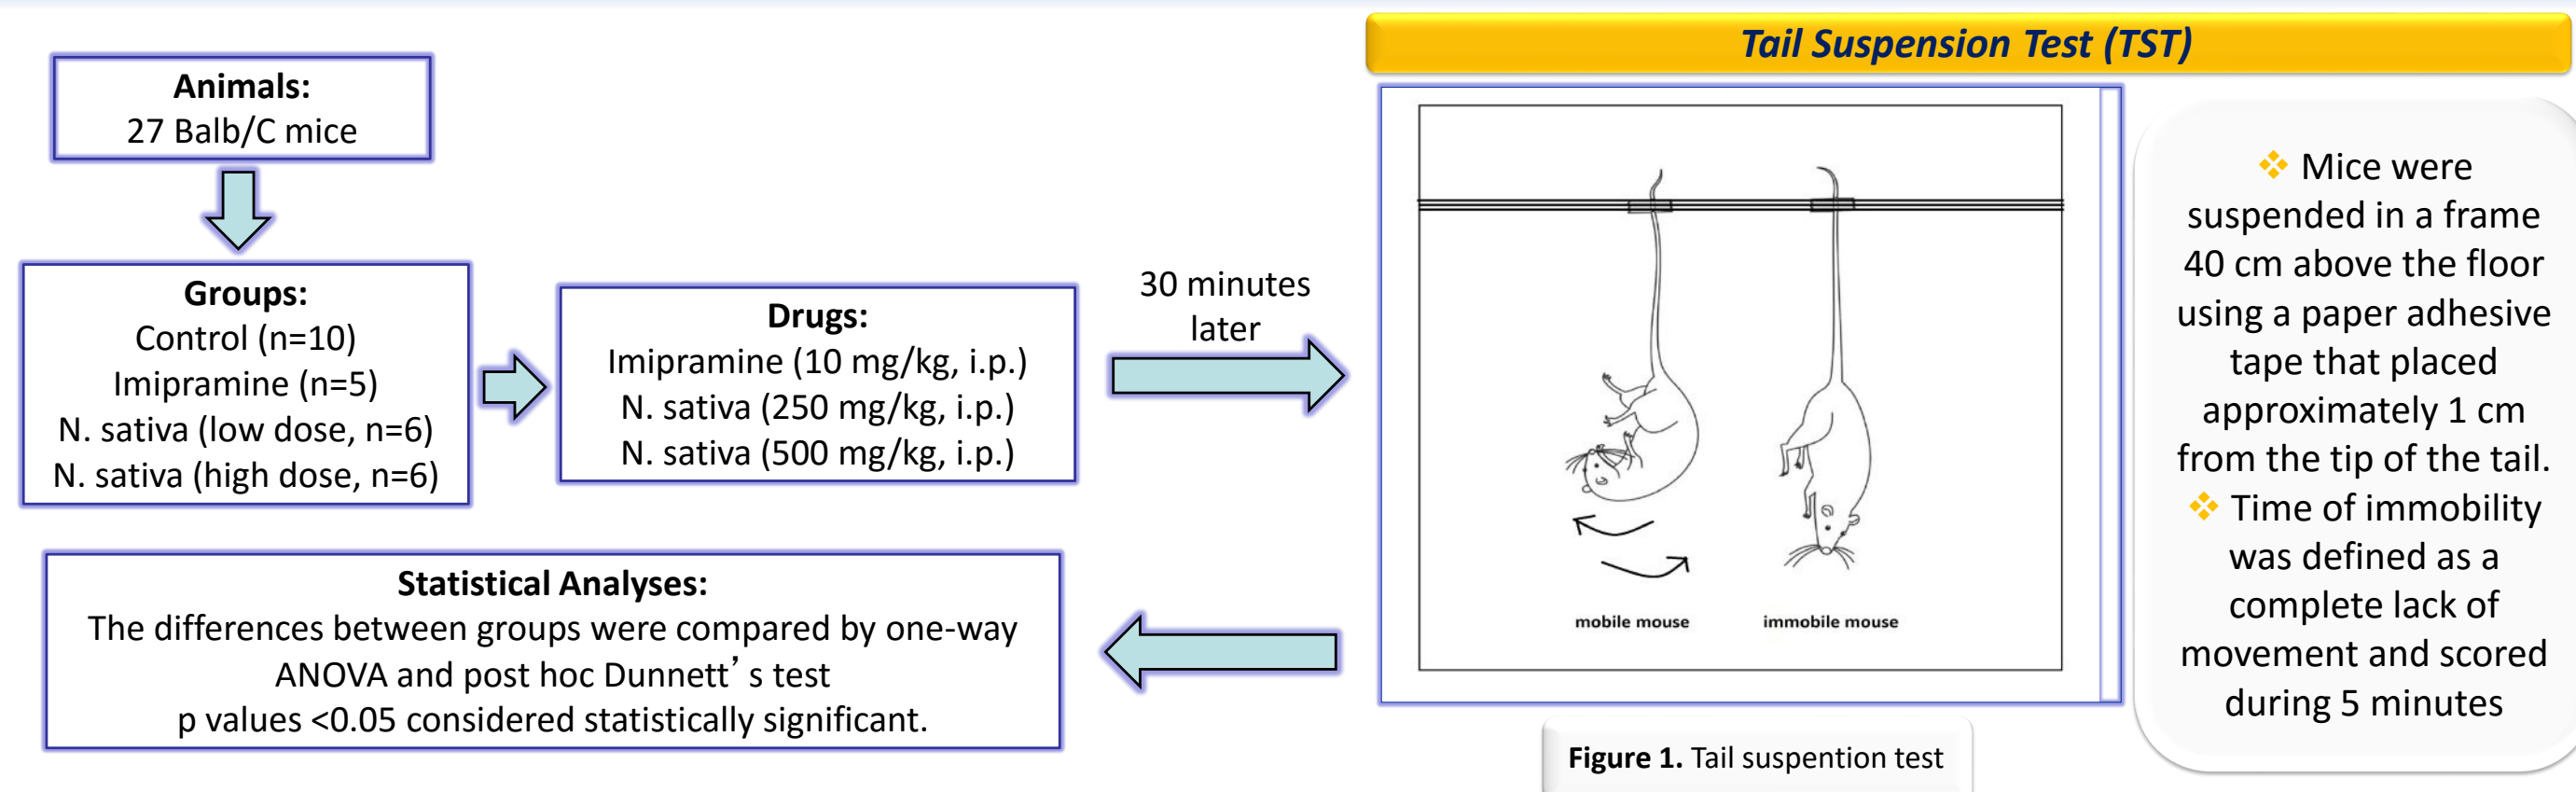 Tail Suspension Test (TST)
Animals:
27 Balb/C mice
Groups:
Control (n=10)
Imipramine (n=5)
N. sativa (low dose, n=6)
N. sativa (high dose, n=6)
Drugs:
Imipramine (10 mg/kg, i.p.)
N. sativa (250 mg/kg, i.p.)
N. sativa (500 mg/kg, i.p.)
30 minutes
later
mobile mouse
immobile mouse
Figure 1. Tail suspention test
❖ Mice were
suspended in a frame
40 cm above the floor
using a paper adhesive
tape that placed
approximately 1 cm
from the tip of the tail.
❖ Time of immobility
was defined as a
complete lack of
movement and scored
during 5 minutes
Statistical Analyses:
The differences between groups were compared by one-way
ANOVA and post hoc Dunnett’s test
p values <0.05 considered statistically significant.